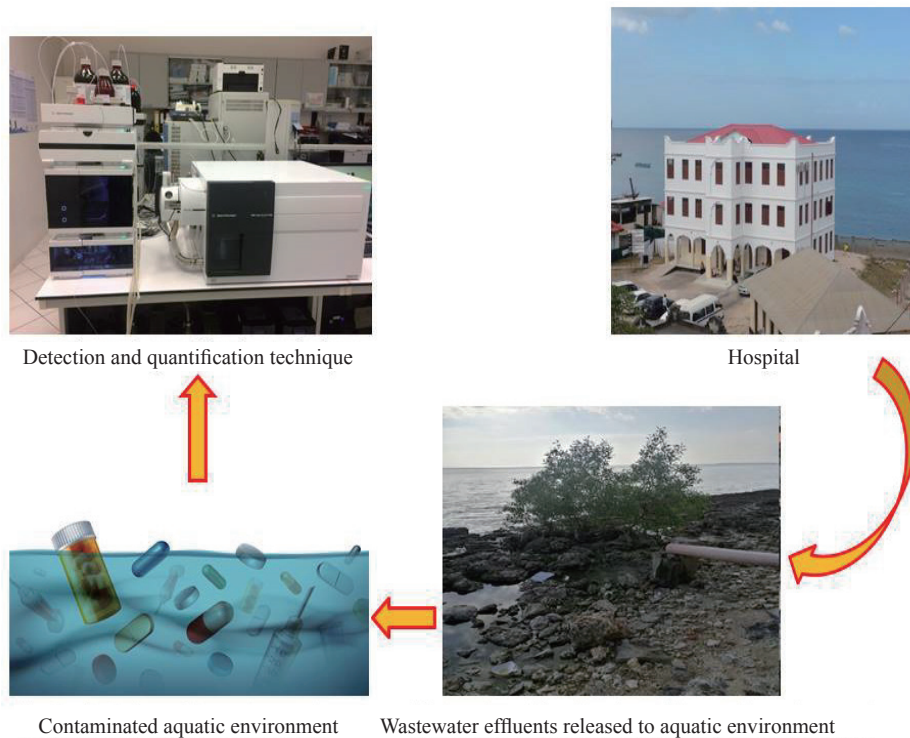 Detection and quantification technique
Hospital
Contaminated aquatic environment
Wastewater effluents released to aquatic environment